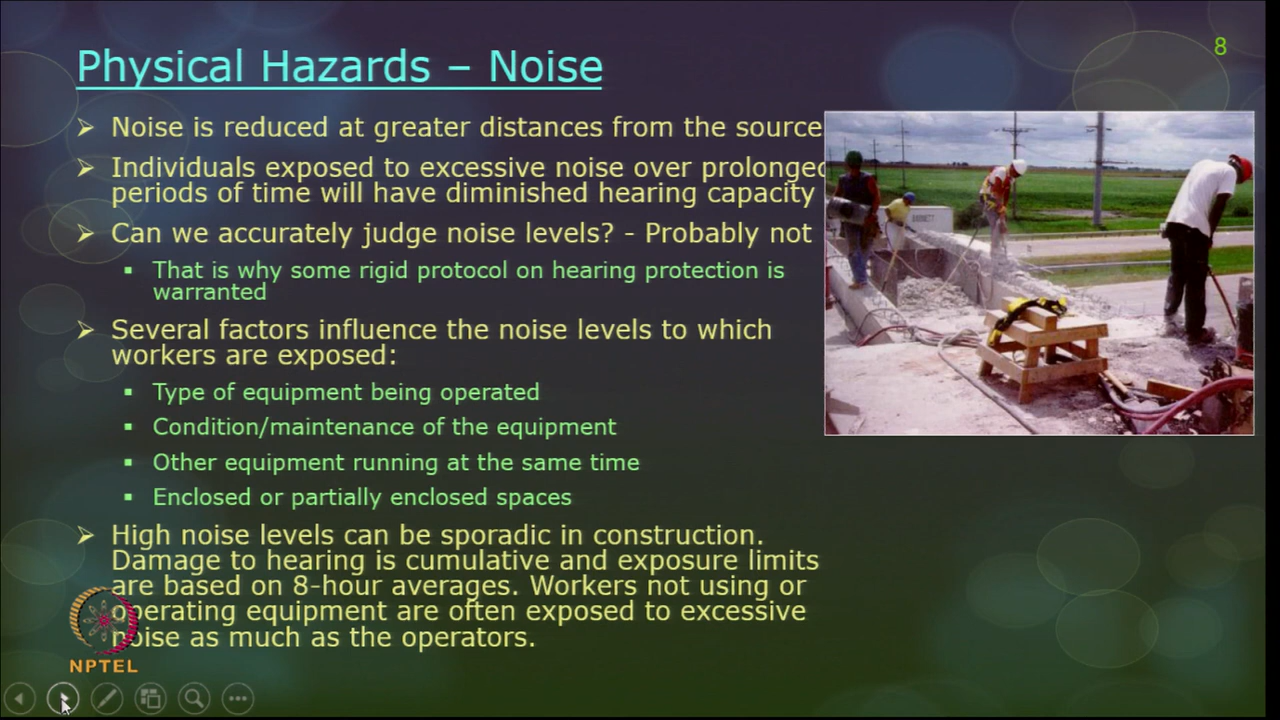 Physical Hazards – Noise
8
➢ Noise is reduced at greater distances from the source
➢ Individuals exposed to excessive noise over prolonged
periods of time will have diminished hearing capacity
➢ Can we accurately judge noise levels? - Probably not
▪ That is why some rigid protocol on hearing protection is
warranted
➢ Several factors influence the noise levels to which
workers are exposed:
▪ Type of equipment being operated
▪ Condition/maintenance of the equipment
▪ Other equipment running at the same time
▪ Enclosed or partially enclosed spaces
➢ High noise levels can be sporadic in construction.
Damage to hearing is cumulative and exposure limits
are based on 8-hour averages. Workers not using or
operating equipment are often exposed to excessive
noise as much as the operators.
NPTEL